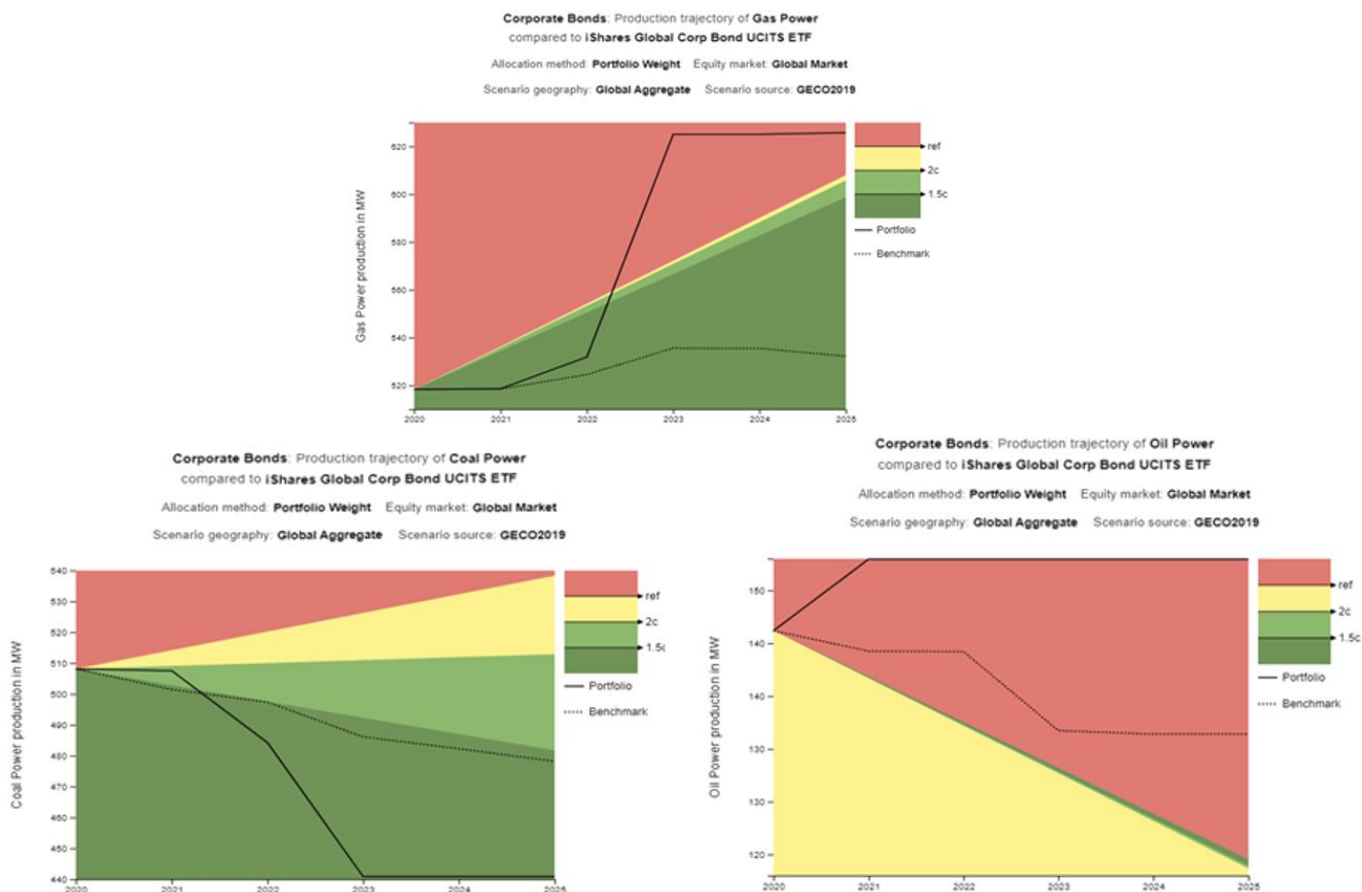 Corporate Bonds: Production trajectory of Gas Power
compared to iShares Global Corp Bond UCITS ETF
Allocation method: Portfolio Weight Equity market: Global Market
Scenario geography: Global Aggregate Scenario source: GECO2019
Gas Power production in MW
620
600
580
560
540
520
2020 2021 2022 2023 2024 2025
ref
2c
1.5c
Portfolio
Benchmark
Corporate Bonds: Production trajectory of Coal Power
compared to iShares Global Corp Bond UCITS ETF
Allocation method: Portfolio Weight Equity market: Global Market
Scenario geography: Global Aggregate Scenario source: GECO2019
Coal Power production in MW
540
530
520
510
500
490
480
470
460
450
440
2020 2021 2022 2023 2024 2025
ref
2c
1.5c
Portfolio
Benchmark
Corporate Bonds: Production trajectory of Oil Power
compared to iShares Global Corp Bond UCITS ETF
Allocation method: Portfolio Weight Equity market: Global Market
Scenario geography: Global Aggregate Scenario source: GECO2019
Oil Power production in MW
150
140
140
130
130
120
2020 2021 2022 2023 2024 2025
ref
2c
1.5c
Portfolio
Benchmark